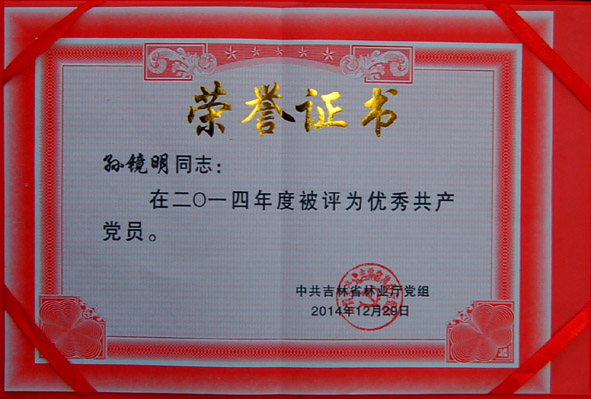 荣誉证书
孙镜明同志：
在二〇一四年度被评为优秀共产
党员。
中共吉林省林业厅党组
2014年12月29日